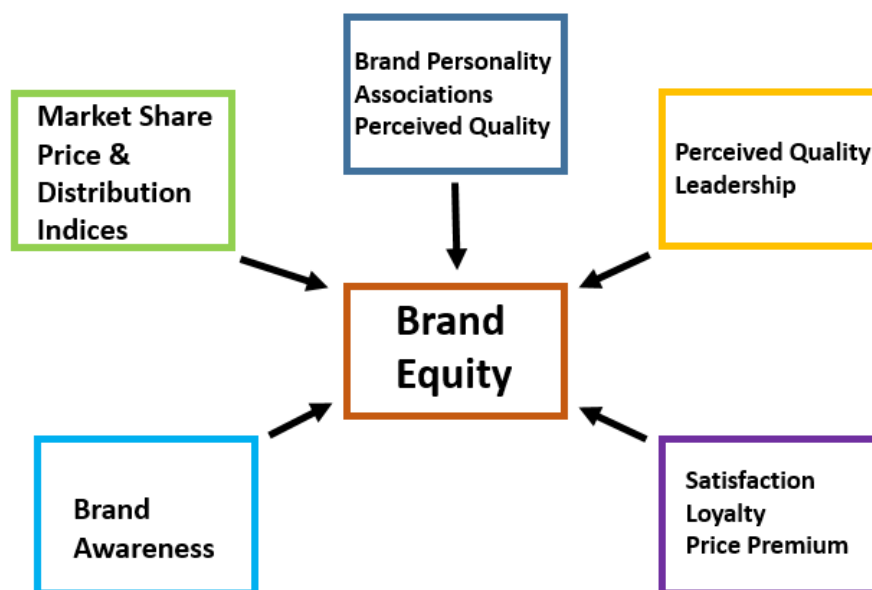 Brand Personality
Associations
Perceived Quality
Market Share
Price &
Distribution
Indices
Perceived Quality
Leadership
Brand
Equity
Brand
Awareness
Satisfaction
Loyalty
Price Premium